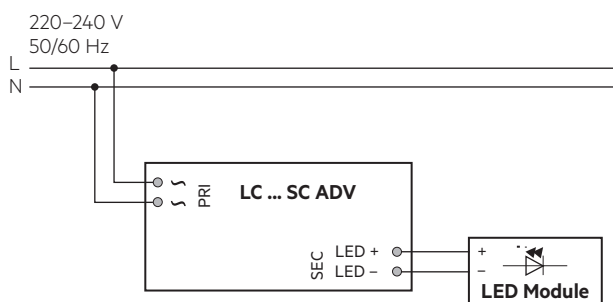 220–240 V
50/60 Hz
L
N
~
~
PRI
LC ... SC ADV
SEC
LED +
LED –
+
–
LED Module